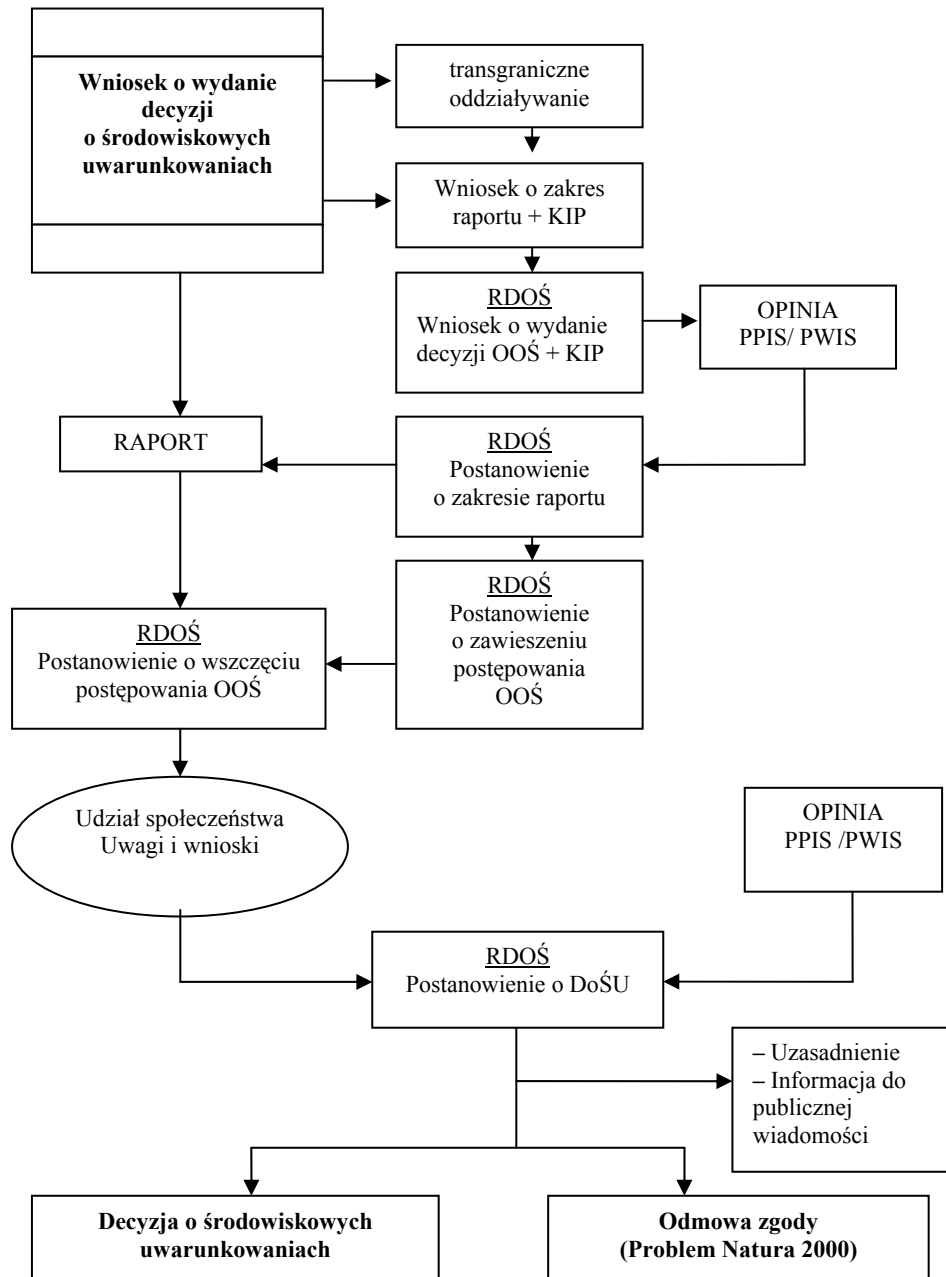 Wniosek o wydanie
decyzji
o środowiskowych
uwarunkowaniach
transgraniczne
oddziaływanie
Wniosek o zakres
raportu + KIP
RDOŚ
Wniosek o wydanie
decyzji OOŚ + KIP
OPINIA
PPIS/ PWIS
RAPORT
RDOŚ
Postanowienie
o zakresie raportu
RDOŚ
Postanowienie
o zawieszeniu
postępowania
OOŚ
RDOŚ
Postanowienie o wszczęciu
postępowania OOŚ
Udział społeczeństwa
Uwagi i wnioski
OPINIA
PPIS /PWIS
RDOŚ
Postanowienie o DoŚU
– Uzasadnienie
– Informacja do
publicznej
wiadomości
Decyzja o środowiskowych
uwarunkowaniach
Odmowa zgody
(Problem Natura 2000)